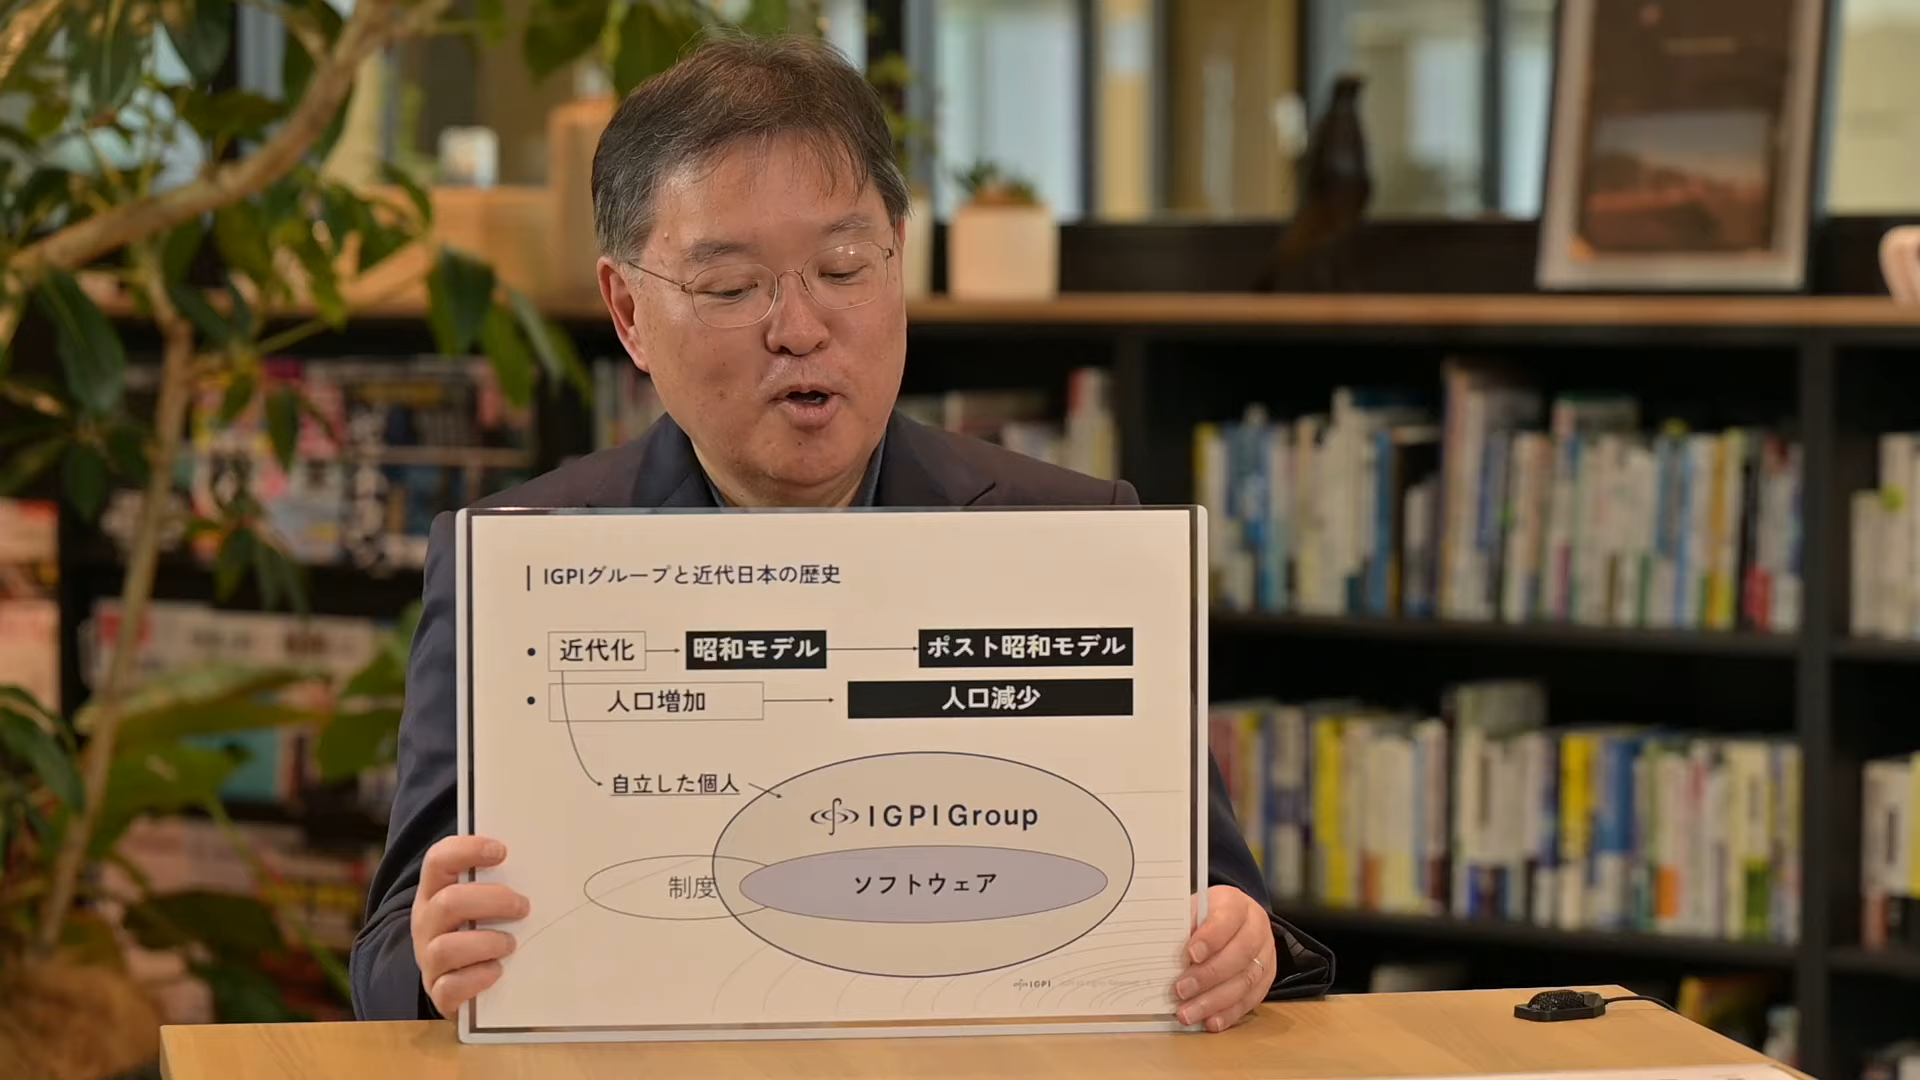 IGPIグループと近代日本の歴史
• 近代化 昭和モデル ポスト昭和モデル
• 人口増加 人口減少
自立した個人
IGPI Group
制度 ソフトウェア
IGPI